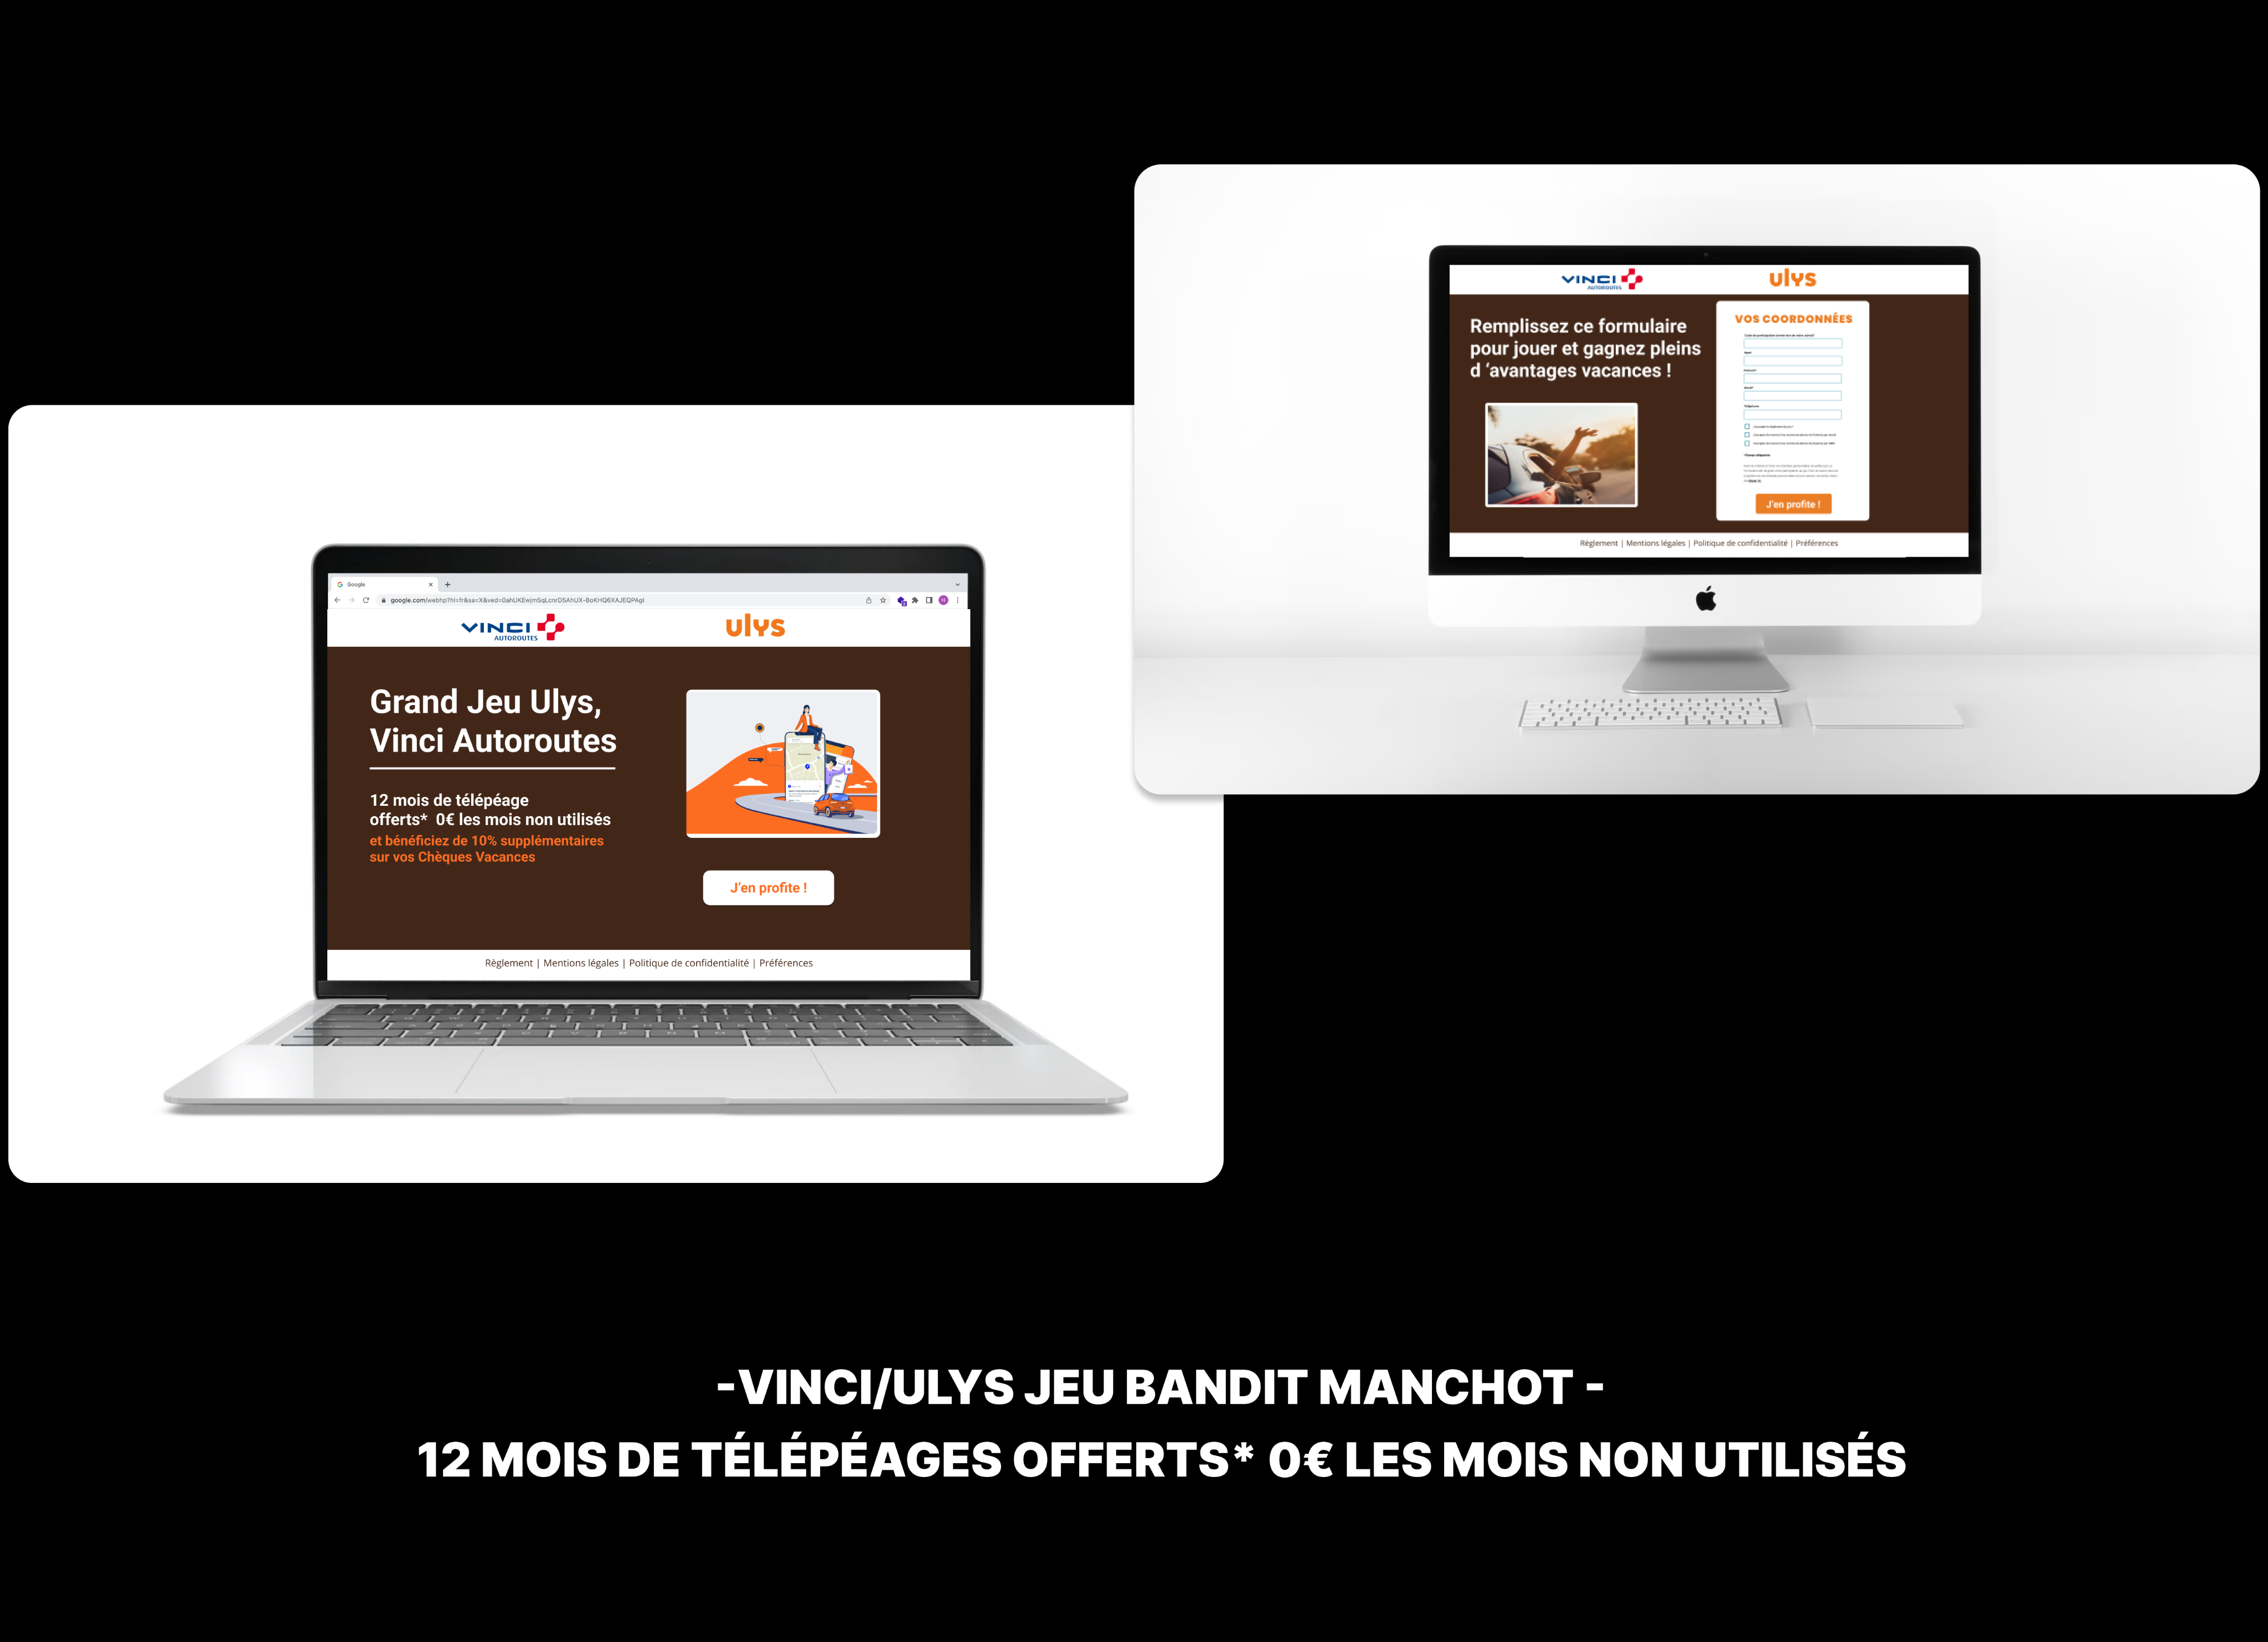 Google
google.com/webhp?hl=fr&sa=X&ved=0ahUKEwjm5qLcnrD5AhUX-BoKHQ6XAJEQPAgI
VINCI
AUTOROUTES
ulys
Grand Jeu Ulys,
Vinci Autoroutes
12 mois de télépéage
offerts* 0€ les mois non utilisés
et bénéficiez de 10% supplémentaires
sur vos Chèques Vacances
J'en profite !
Règlement | Mentions légales | Politique de confidentialité | Préférences
VINCI
AUTOROUTES
ulys
Remplissez ce formulaire
pour jouer et gagnez pleins
d ‘avantages vacances !
VOS COORDONNÉES
J'en profite !
Règlement | Mentions légales | Politique de confidentialité | Préférences
-VINCI/ULYS JEU BANDIT MANCHOT -
12 MOIS DE TÉLÉPÉAGES OFFERTS* 0€ LES MOIS NON UTILISÉS